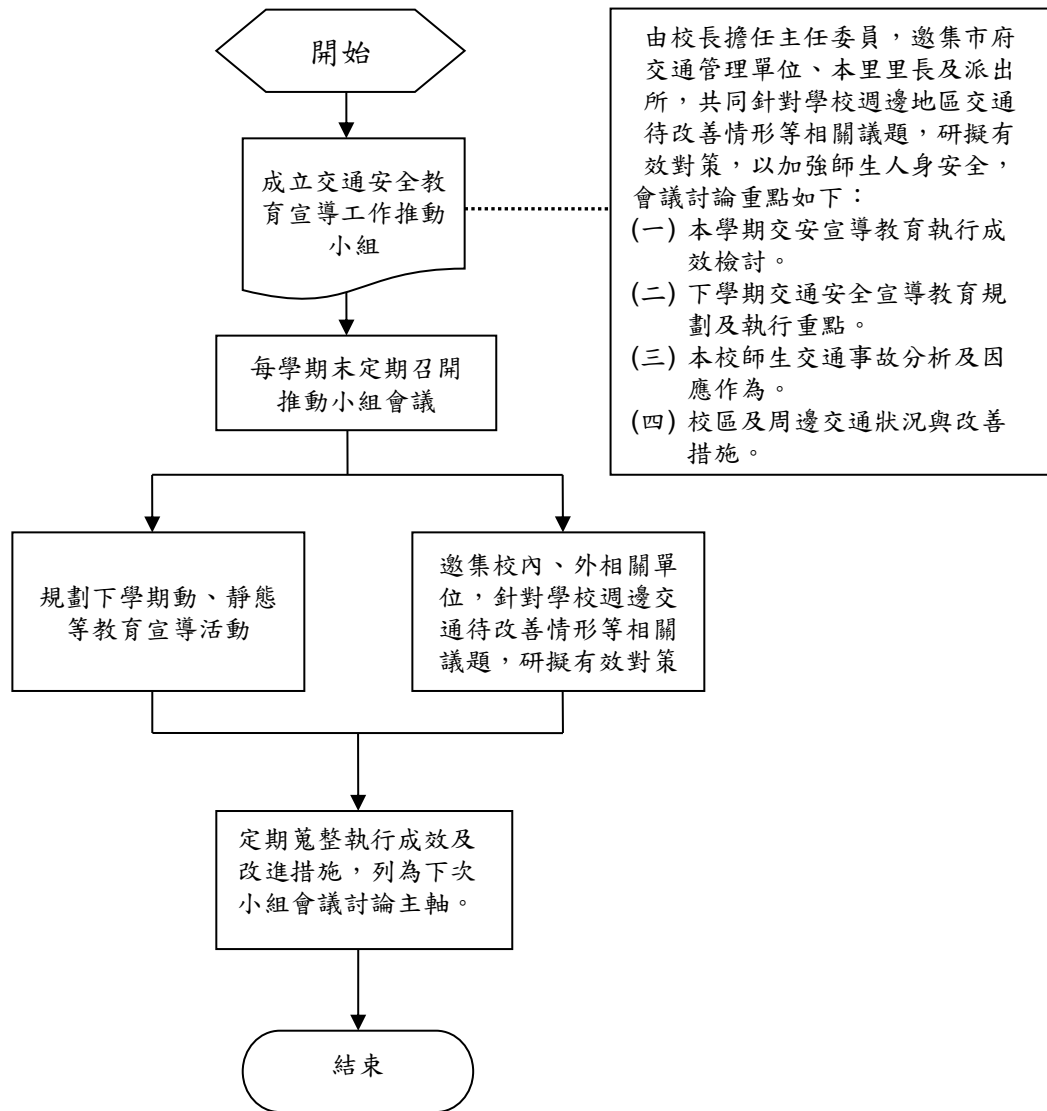 開始
成立交通安全教
育宣導工作推動
小組
每學期末定期召開
推動小組會議
由校長擔任主任委員，邀集市府
交通管理單位、本里里長及派出
所，共同針對學校週邊地區交通
待改善情形等相關議題，研擬有
效對策，以加強師生人身安全，
會議討論重點如下：
(一) 本學期交安宣導教育執行成
效檢討。
(二) 下學期交通安全宣導教育規
劃及執行重點。
(三) 本校師生交通事故分析及因
應作為。
(四) 校區及周邊交通狀況與改善
措施。
規劃下學期動、靜態
等教育宣導活動
邀集校內、外相關單
位，針對學校週邊交
通待改善情形等相關
議題，研擬有效對策
定期蒐整執行成效及
改進措施，列為下次
小組會議討論主軸。
結束